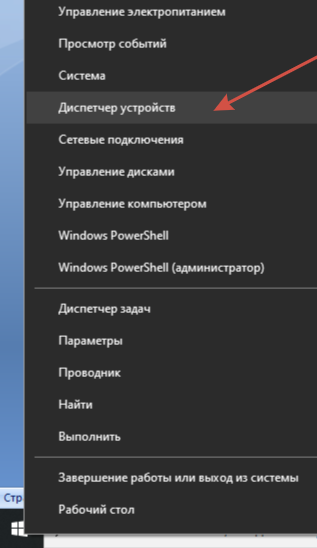 Управление электропитанием
Просмотр событий
Система
Диспетчер устройств
Сетевые подключения
Управление дисками
Управление компьютером
Windows PowerShell
Windows PowerShell (администратор)
Диспетчер задач
Параметры
Проводник
Найти
Выполнить
Завершение работы или выход из системы
Стр
Рабочий стол